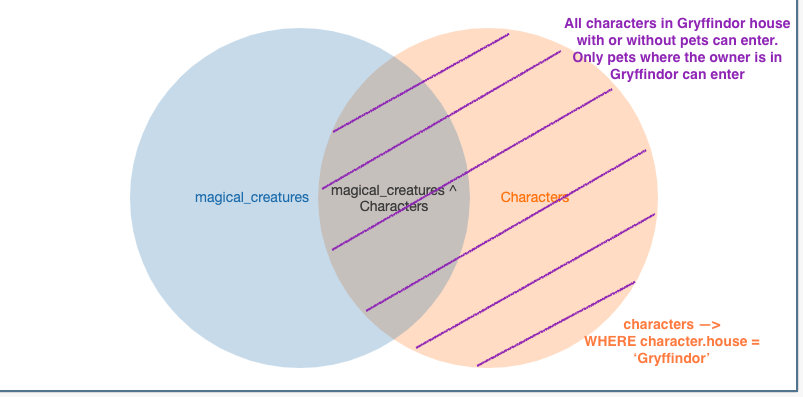 All characters in Gryffindor house
with or without pets can enter.
Only pets where the owner is in
Gryffindor can enter
magical_creatures
magical_creatures ^
Characters
Characters
characters —>
WHERE character.house =
‘Gryffindor’